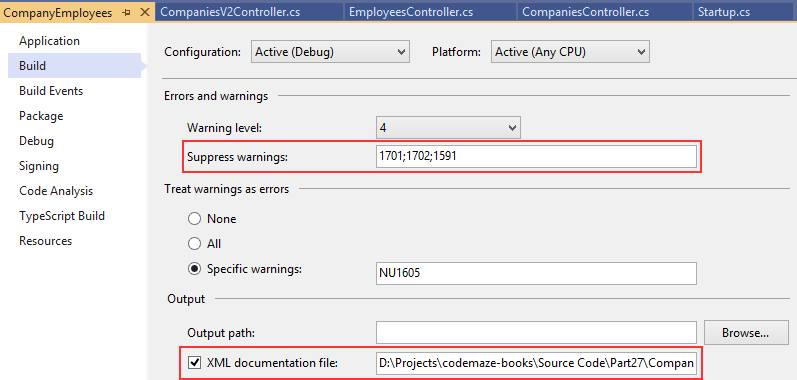 CompanyEmployees CompaniesV2Controller.cs EmployeesController.cs CompaniesController.cs Startup.cs
Application
Build
Build Events
Package
Debug
Signing
Code Analysis
TypeScript Build
Resources
Configuration: Active (Debug) Platform: Active (Any CPU)
Errors and warnings
Warning level: 4
Suppress warnings: 1701;1702;1591
Treat warnings as errors
None
All
Specific warnings: NU1605
Output
Output path: Browse...
XML documentation file: D:\Projects\codemaze-books\Source Code\Part27\Compan